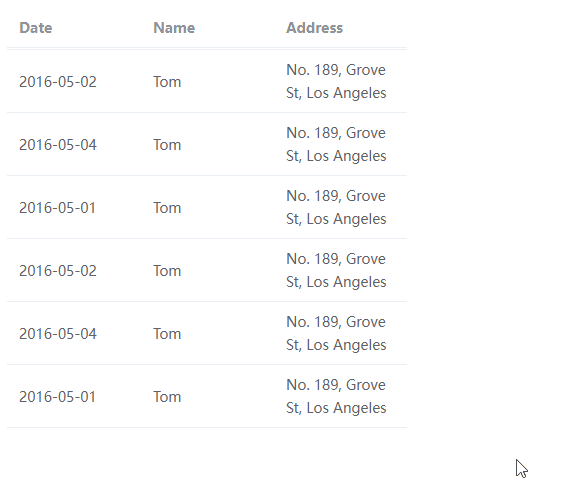 Date Name Address
No. 189, Grove
2016-05-02 Tom
St, Los Angeles
No. 189, Grove
2016-05-04 Tom
St, Los Angeles
No. 189, Grove
2016-05-01 Tom
St, Los Angeles
No. 189, Grove
2016-05-02 Tom
St, Los Angeles
No. 189, Grove
2016-05-04 Tom
St, Los Angeles
No. 189, Grove
2016-05-01 Tom
St, Los Angeles